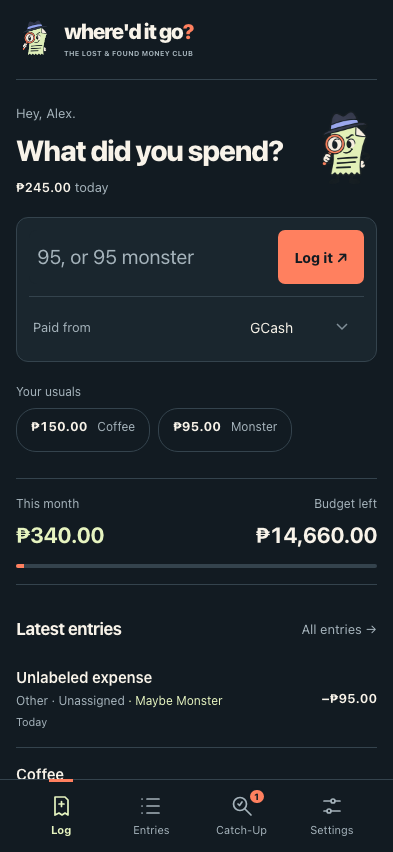 where'd it go?
THE LOST & FOUND MONEY CLUB
Hey, Alex.
What did you spend?
₱245.00 today
95, or 95 monster
Log it ↗
Paid from
GCash
Your usuals
₱150.00 Coffee
₱95.00 Monster
This month
Budget left
₱340.00
₱14,660.00
Latest entries
All entries →
Unlabeled expense
Other · Unassigned · Maybe Monster
−₱95.00
Today
Coffee
1
Log
Entries
Catch-Up
Settings